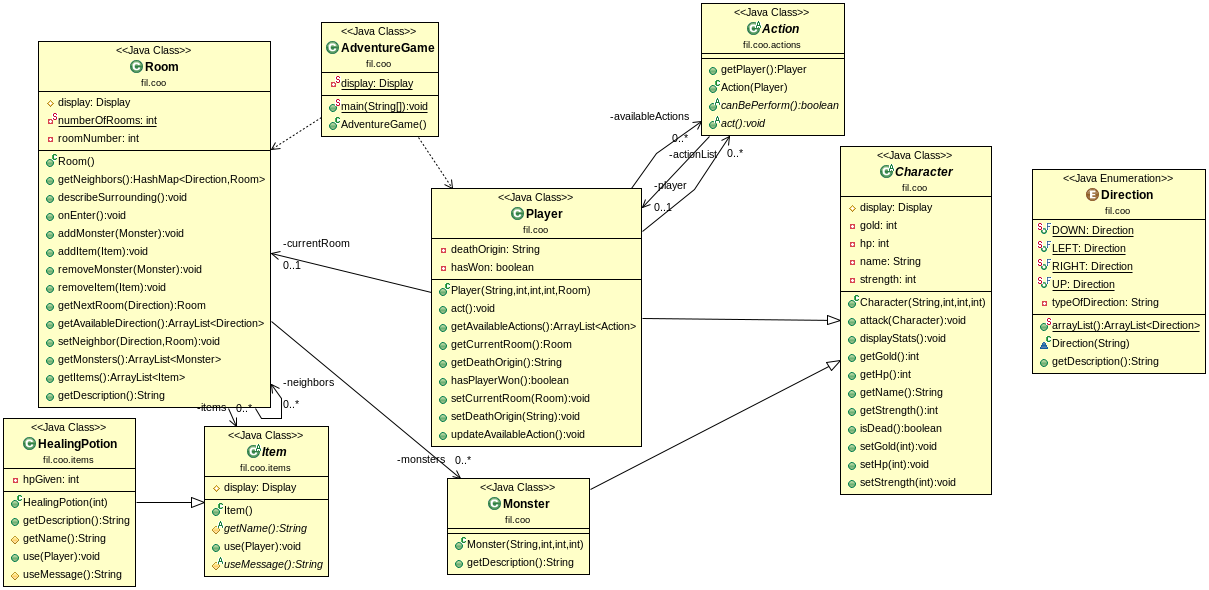 <<Java Class>>
Room
fil.coo
display: Display
numberOfRooms: int
roomNumber: int
Room()
getNeighbors():HashMap<Direction,Room>
describeSurrounding():void
onEnter():void
addMonster(Monster):void
addItem(Item):void
removeMonster(Monster):void
removeItem(Item):void
getNextRoom(Direction):Room
getAvailableDirection():ArrayList<Direction>
setNeighbor(Direction,Room):void
getMonsters():ArrayList<Monster>
getItems():ArrayList<Item>
getDescription():String
<<Java Class>>
AdventureGame
fil.coo
display: Display
main(String[]):void
AdventureGame()
<<Java Class>>
Action
fil.coo.actions
getPlayer():Player
Action(Player)
canBePerform():boolean
act():void
-availableActions
0..*
-actionList
0..*
-player
0..1
<<Java Class>>
Player
fil.coo
deathOrigin: String
hasWon: boolean
Player(String,int,int,int,Room)
act():void
getAvailableActions():ArrayList<Action>
getCurrentRoom():Room
getDeathOrigin():String
hasPlayerWon():boolean
setCurrentRoom(Room):void
setDeathOrigin(String):void
updateAvailableAction():void
-currentRoom
0..1
<<Java Class>>
Character
fil.coo
display: Display
gold: int
hp: int
name: String
strength: int
Character(String,int,int,int)
attack(Character):void
displayStats():void
getGold():int
getHp():int
getName():String
getStrength():int
isDead():boolean
setGold(int):void
setHp(int):void
setStrength(int):void
<<Java Enumeration>>
Direction
fil.coo
DOWN: Direction
LEFT: Direction
RIGHT: Direction
UP: Direction
typeOfDirection: String
arrayList():ArrayList<Direction>
Direction(String)
getDescription():String
-neighbors
0..*
-items
0..*
-monsters
0..*
<<Java Class>>
HealingPotion
fil.coo.items
hpGiven: int
HealingPotion(int)
getDescription():String
getName():String
use(Player):void
useMessage():String
<<Java Class>>
Item
fil.coo.items
display: Display
Item()
getName():String
use(Player):void
useMessage():String
<<Java Class>>
Monster
fil.coo
Monster(String,int,int,int)
getDescription():String